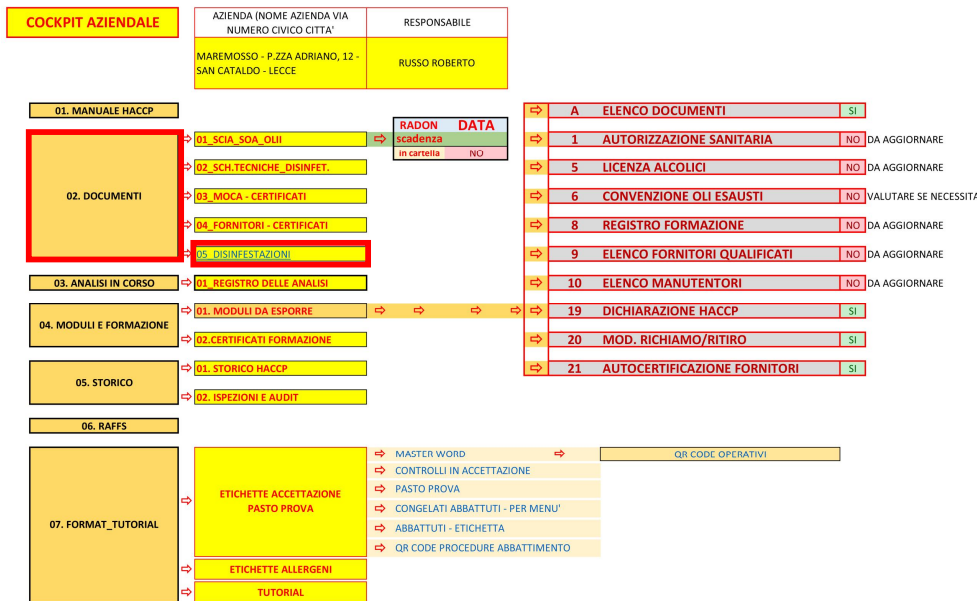 COCKPIT AZIENDALE
AZIENDA (NOME AZIENDA VIA
NUMERO CIVICO CITTA'
RESPONSABILE
MAREMOSSO - P.ZZA ADRIANO, 12 -
SAN CATALDO - LECCE
RUSSO ROBERTO
01. MANUALE HACCP
A ELENCO DOCUMENTI SI
RADON DATA
01_SCIA_SOA_OLII
scadenza
1 AUTORIZZAZIONE SANITARIA NO DA AGGIORNARE
in cartella NO
02_SCH.TECNICHE_DISINFET.
5 LICENZA ALCOLICI NO DA AGGIORNARE
02. DOCUMENTI
03_MOCA - CERTIFICATI
6 CONVENZIONE OLI ESAUSTI NO VALUTARE SE NECESSITA
04_FORNITORI - CERTIFICATI
8 REGISTRO FORMAZIONE NO DA AGGIORNARE
05_DISINFESTAZIONI
9 ELENCO FORNITORI QUALIFICATI NO DA AGGIORNARE
03. ANALISI IN CORSO
01_REGISTRO DELLE ANALISI
10 ELENCO MANUTENTORI NO DA AGGIORNARE
04. MODULI E FORMAZIONE
01. MODULI DA ESPORRE
19 DICHIARAZIONE HACCP SI
02.CERTIFICATI FORMAZIONE
20 MOD. RICHIAMO/RITIRO SI
05. STORICO
01. STORICO HACCP
21 AUTOCERTIFICAZIONE FORNITORI SI
02. ISPEZIONI E AUDIT
06. RAFFS
07. FORMAT_TUTORIAL
ETICHETTE ACCETTAZIONE
PASTO PROVA
MASTER WORD
QR CODE OPERATIVI
CONTROLLI IN ACCETTAZIONE
PASTO PROVA
CONGELATI ABBATTUTI - PER MENU'
ABBATTUTI - ETICHETTA
QR CODE PROCEDURE ABBATTIMENTO
ETICHETTE ALLERGENI
TUTORIAL